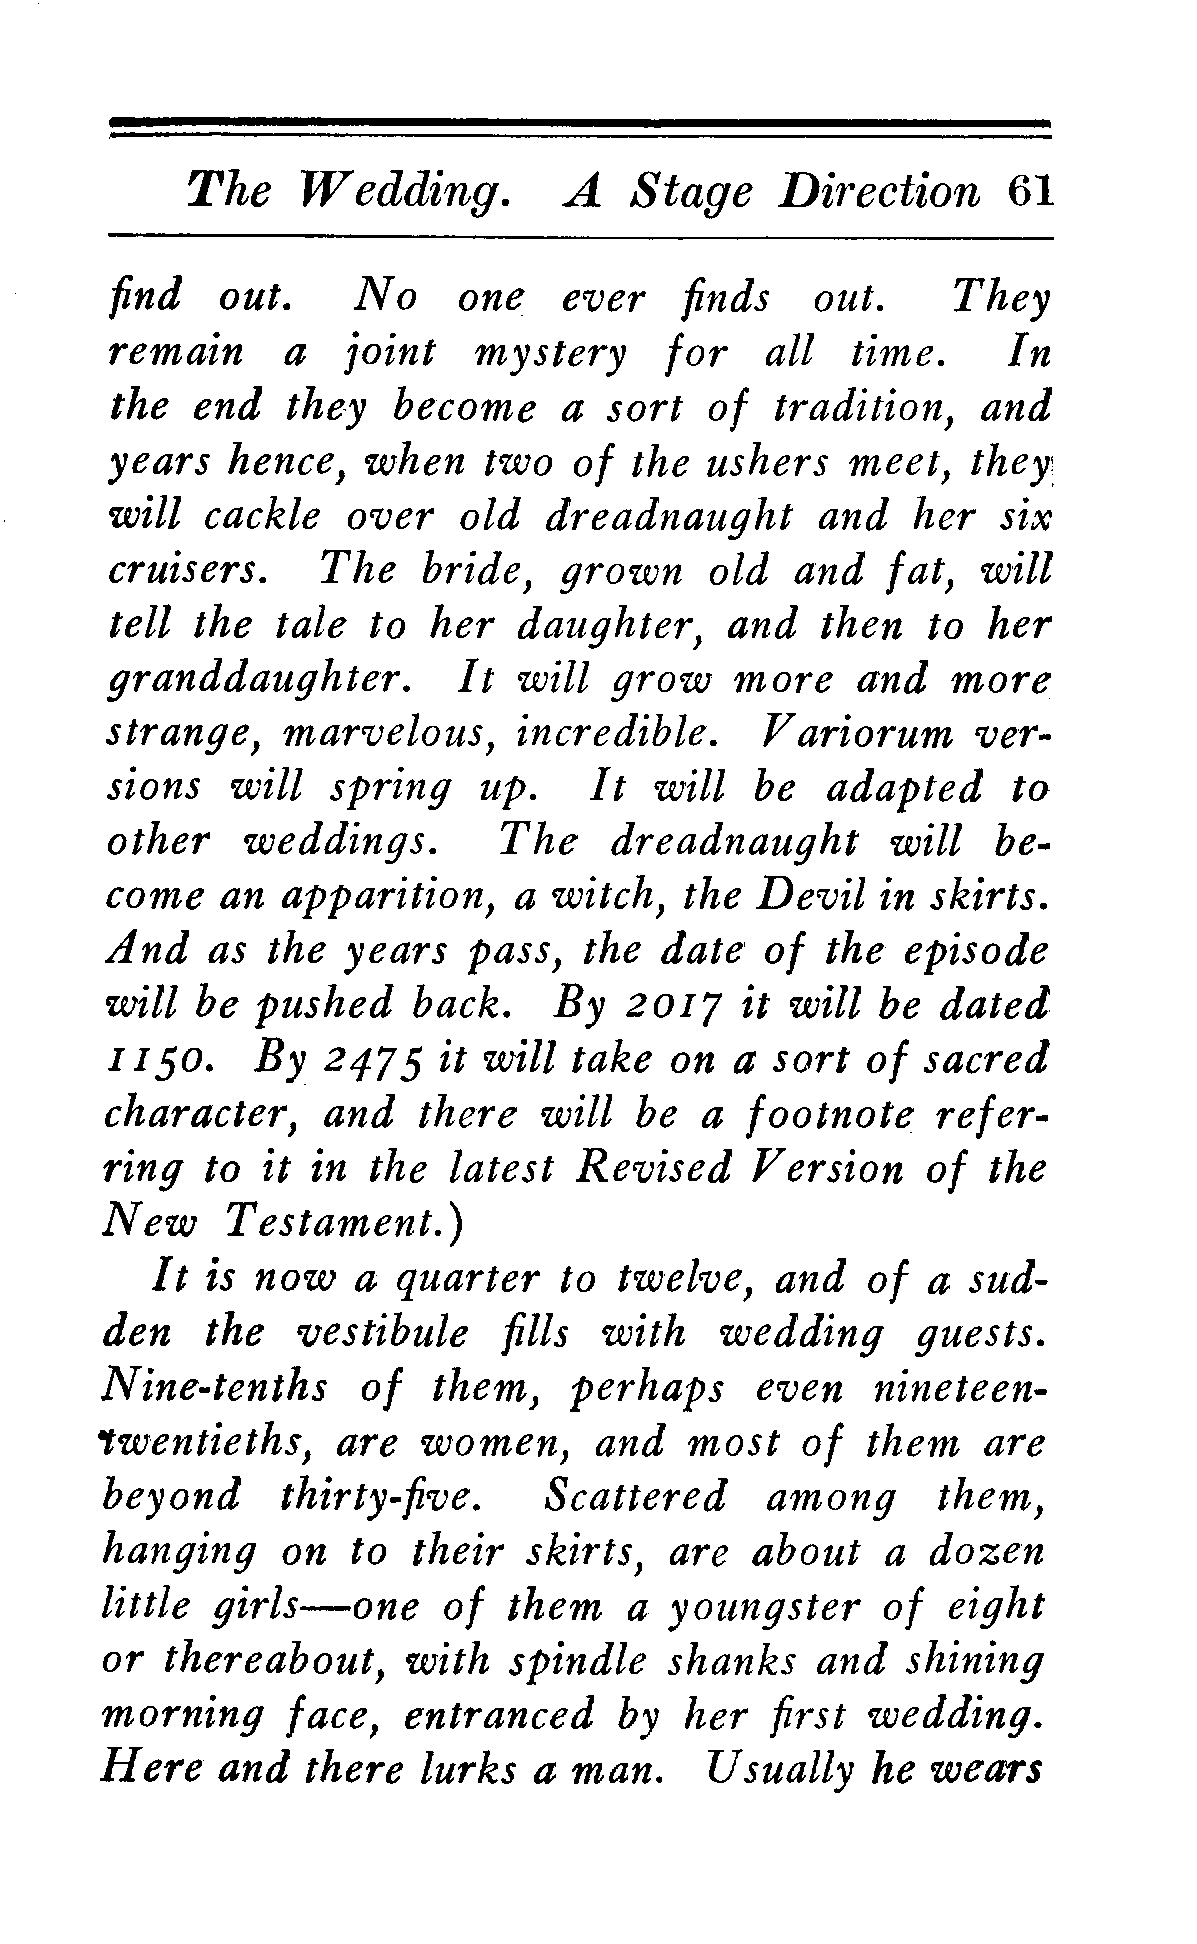 The Wedding. A Stage Direction 61
find out. No one ever finds out. They
remain a joint mystery for all time. In
the end they become a sort of tradition, and
years hence, when two of the ushers meet, they
will cackle over old dreadnaught and her six
cruisers. The bride, grown old and fat, will
tell the tale to her daughter, and then to her
granddaughter. It will grow more and more
strange, marvelous, incredible. Variorum ver-
sions will spring up. It will be adapted to
other weddings. The dreadnaught will be-
come an apparition, a witch, the Devil in skirts.
And as the years pass, the date of the episode
will be pushed back. By 2017 it will be dated
1150. By 2475 it will take on a sort of sacred
character, and there will be a footnote refer-
ring to it in the latest Revised Version of the
New Testament.)
It is now a quarter to twelve, and of a sud-
den the vestibule fills with wedding guests.
Nine-tenths of them, perhaps even nineteen-
twentieths, are women, and most of them are
beyond thirty-five. Scattered among them,
hanging on to their skirts, are about a dozen
little girls—one of them a youngster of eight
or thereabout, with spindle shanks and shining
morning face, entranced by her first wedding.
Here and there lurks a man. Usually he wears